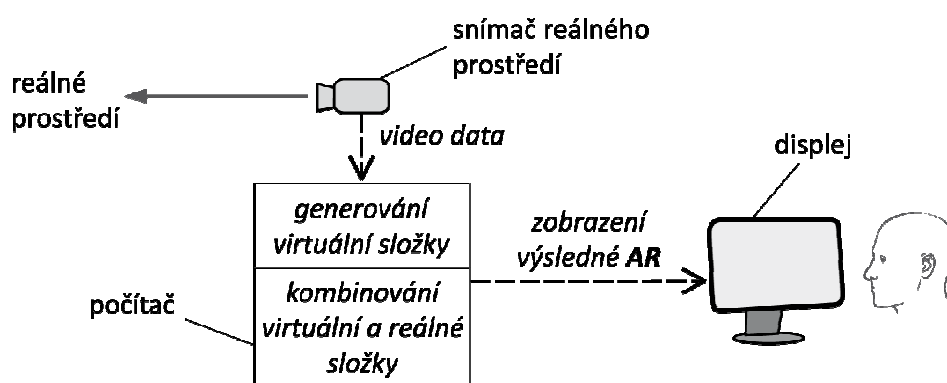 snímač reálného
prostředí
reálné
prostředí
video data
displej
generování
virtuální složky
zobrazení
výsledné AR
počítač
kombinování
virtuální a reálné
složky